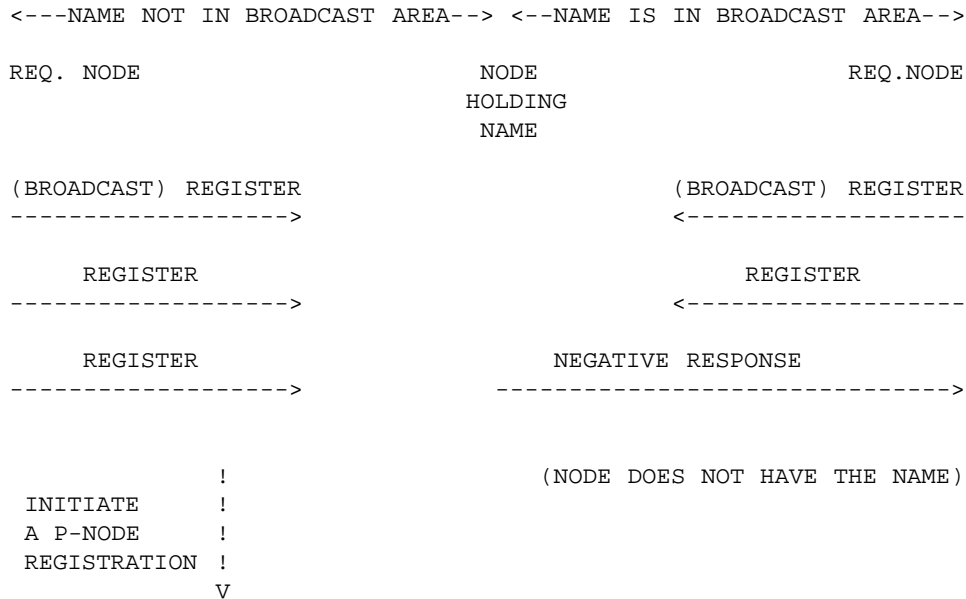 <---NAME NOT IN BROADCAST AREA--> <--NAME IS IN BROADCAST AREA-->
REQ. NODE                       NODE                     REQ.NODE
                               HOLDING
                                NAME
(BROADCAST) REGISTER                         (BROADCAST) REGISTER
------------------->                          <-------------------
     REGISTER                                     REGISTER
------------------->                          <-------------------
     REGISTER                        NEGATIVE RESPONSE
------------------->             ------------------------------->
              !                     (NODE DOES NOT HAVE THE NAME)
 INITIATE     !
 A P-NODE     !
 REGISTRATION !
              V